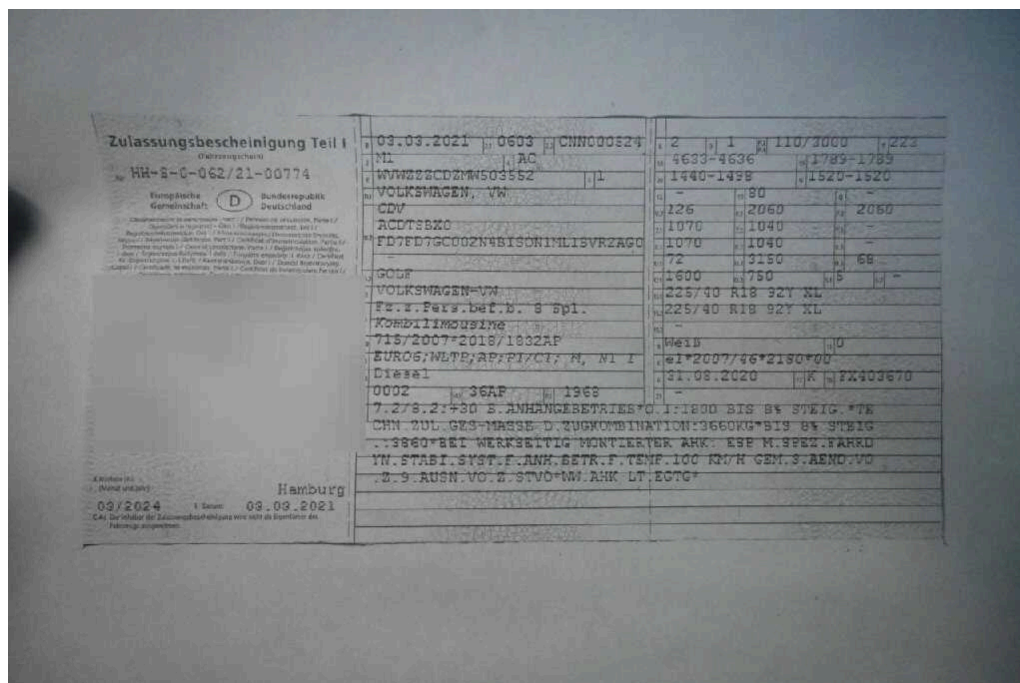 Zulassungsbescheinigung Teil I
(Fahrzeugschein)
Nr. HH-S-C-062/21-00774
Europäische Gemeinschaft D Bundesrepublik Deutschland
03/2024
Hamburg
03.03.2021
03.03.2021 0603 CNN000524
M1 AC
WVWZZZCDZMW503552 1
VOLKSWAGEN, VW
CDV
ACDTSBX0
FD7FD7GC002N4BISON1ML1SVR2AG0
-
GOLF
VOLKSWAGEN-VW
Fz.z.Pers.bef.b. 8 Spl.
Kombilimousine
715/2007*2018/1832AP
EURO6;WLTP;AP;PI/CI; M, N1 I
Diesel
0002 36AP 1968
2 1 110/3000 223
4633-4636 1789-1789
1440-1498 1520-1520
- 80 -
126 2060 2060
1070 1040 -
1070 1040 -
72 3150 68
1600 750 5 -
225/40 R18 92Y XL
225/40 R18 92Y XL
-
Weiß 0
e1*2007/46*2180*00
31.08.2020 K FX403670
-
7.2/8.2:+30 B.ANHÄNGEBETRIEB*O.1:1800 BIS 8% STEIG.*TE
CHN.ZUL.GES-MASSE D.ZUGKOMBINATION:3660KG*BIS 8% STEIG
.:3860*BEI WERKSEITIG MONTIERTER AHK: ESP M.SPEZ.FAHRD
YN.STABI.SYST.F.ANH.BETR.F.TEMP.100 KM/H GEM.S.AEND.VO
.Z.9.AUSN.VO.Z.STVO*WW.AHK LT.EGTG*